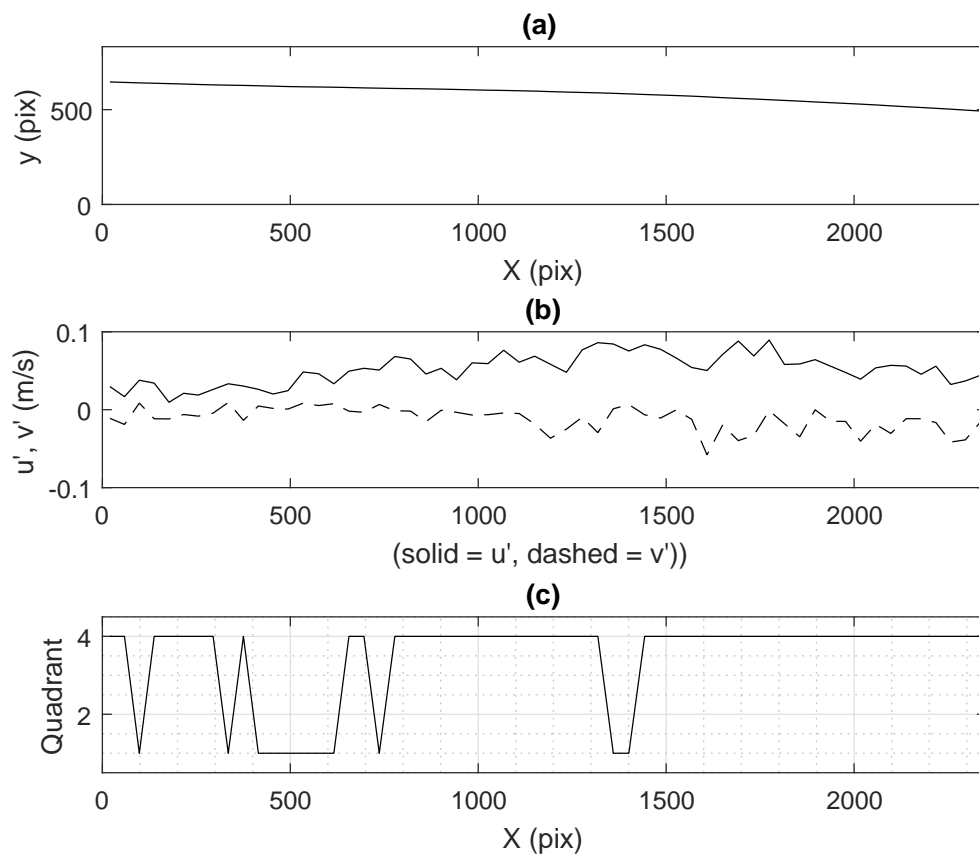 (a)
y (pix)
500
0
0 500 1000 1500 2000
X (pix)
(b)
u', v' (m/s)
0.1
0
-0.1
0 500 1000 1500 2000
(solid = u', dashed = v'))
(c)
Quadrant
4
2
0 500 1000 1500 2000
X (pix)